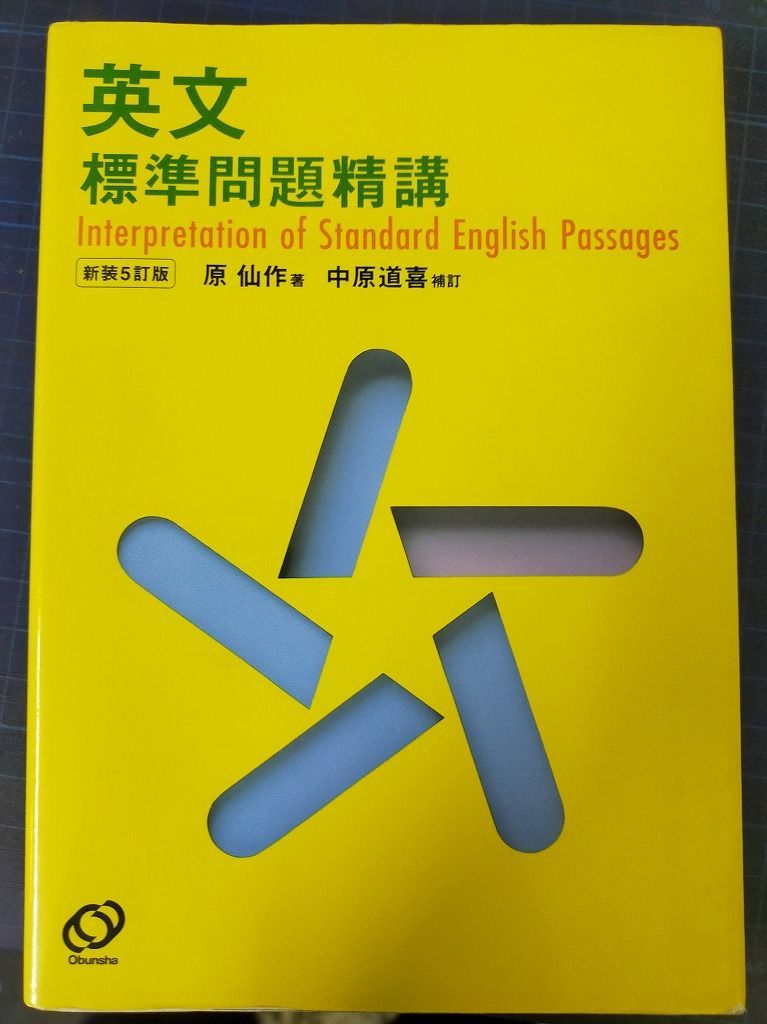 英文
標準問題精講
Interpretation of Standard English Passages
新装5訂版 原 仙作著 中原道喜補訂
Obunsha